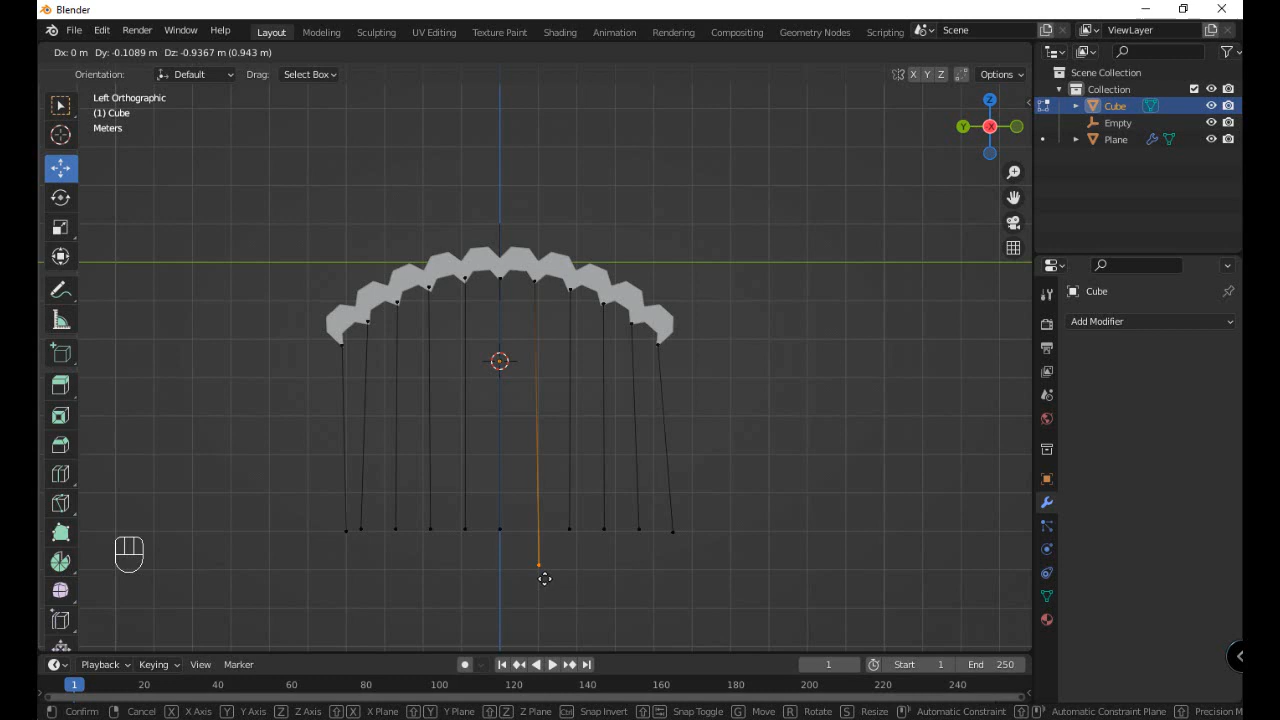 Blender
File Edit Render Window Help Layout Modeling Sculpting UV Editing Texture Paint Shading Animation Rendering Compositing Geometry Nodes Scripting Scene ViewLayer
Dx: 0 m Dy: -0.1089 m Dz: -0.9367 m (0.943 m)
Orientation: Default Drag: Select Box X Y Z Options
Scene Collection
Collection
Cube
Empty
Plane
Left Orthographic
(1) Cube
Meters
Z
Y
X
Cube
Add Modifier
Playback Keying View Marker 1 Start 1 End 250
1 20 40 60 80 100 120 140 160 180 200 220 240
Confirm Cancel X X Axis Y Y Axis Z Z Axis X X Plane Y Y Plane Z Z Plane Ctrl Snap Invert Snap Toggle G Move R Rotate S Resize Automatic Constraint Automatic Constraint Plane Precision M